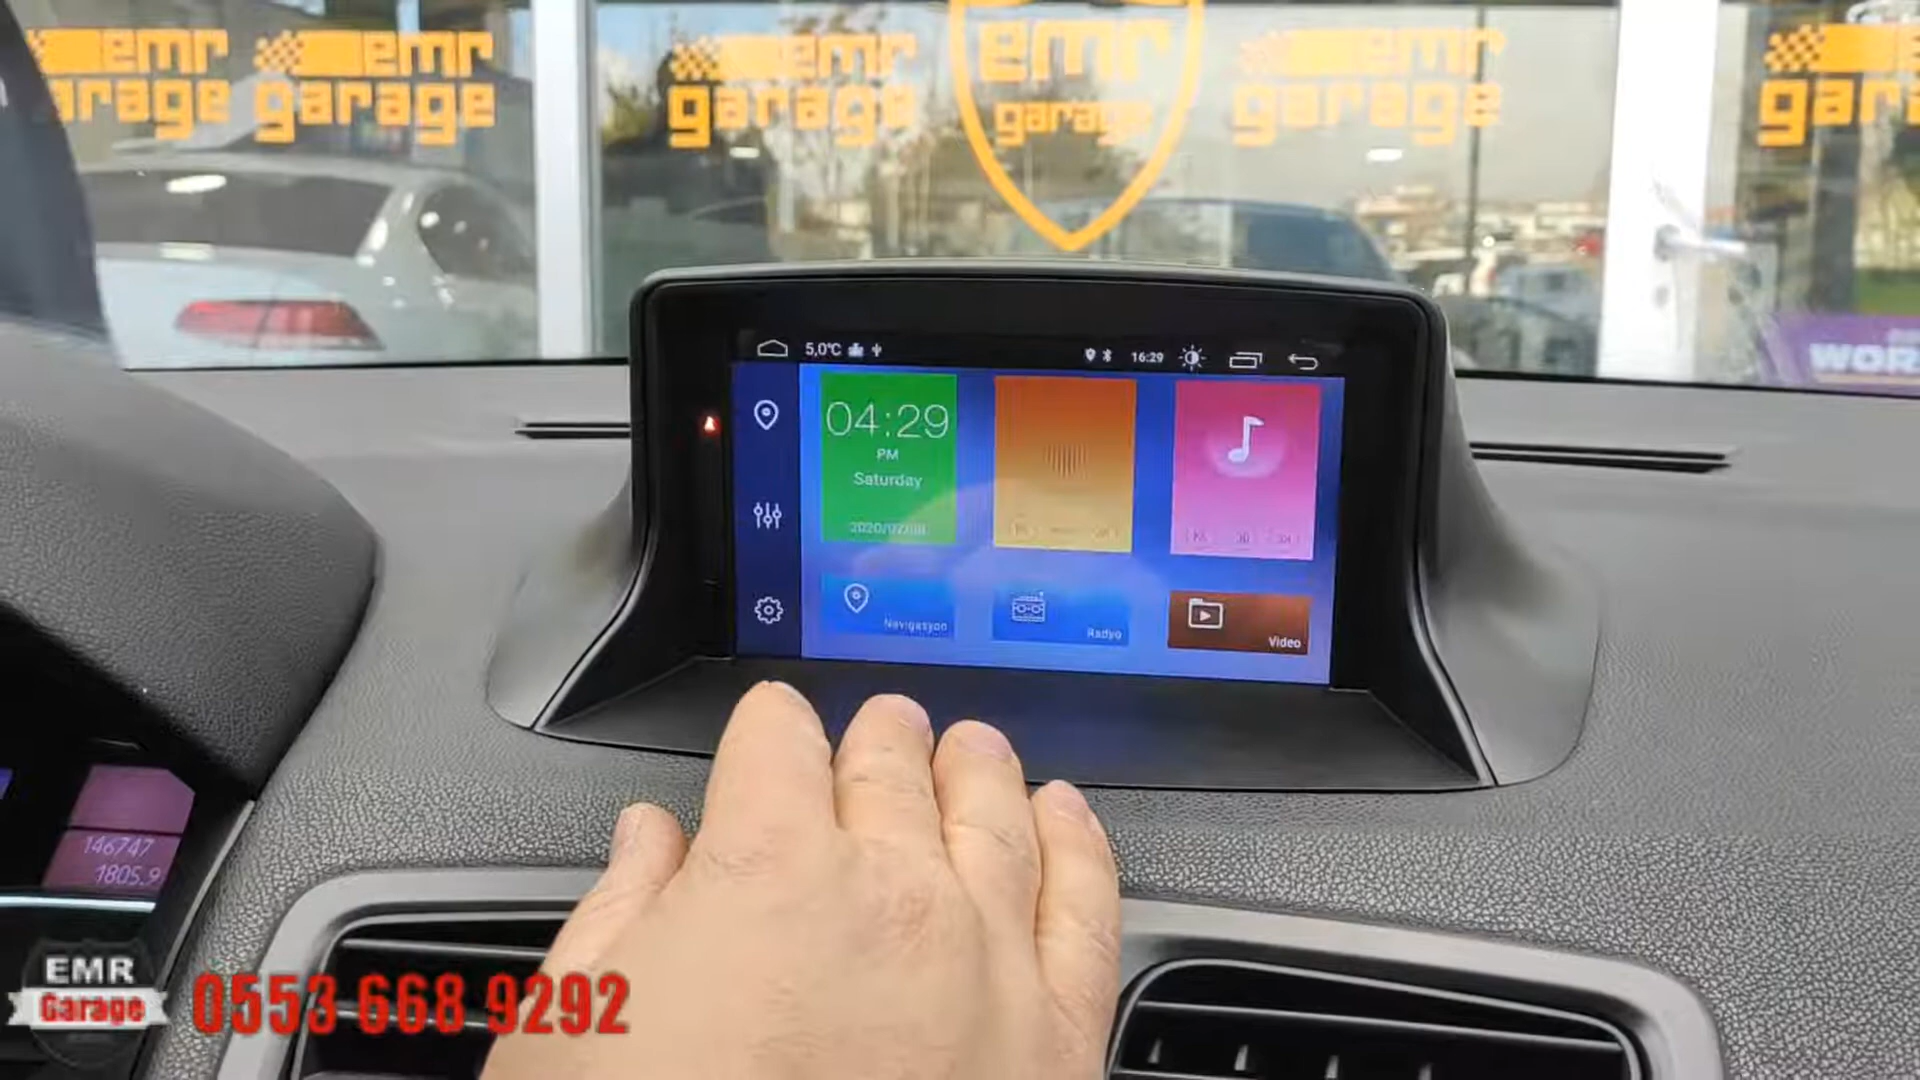 emr
garage
emr
garage
emr
garage
emr
garage
emr
garage
5,0°C
16:29
04:29
PM
Saturday
Navigasyon
Radyo
Video
146747
1805.9
EMR
Garage
0553 668 9292